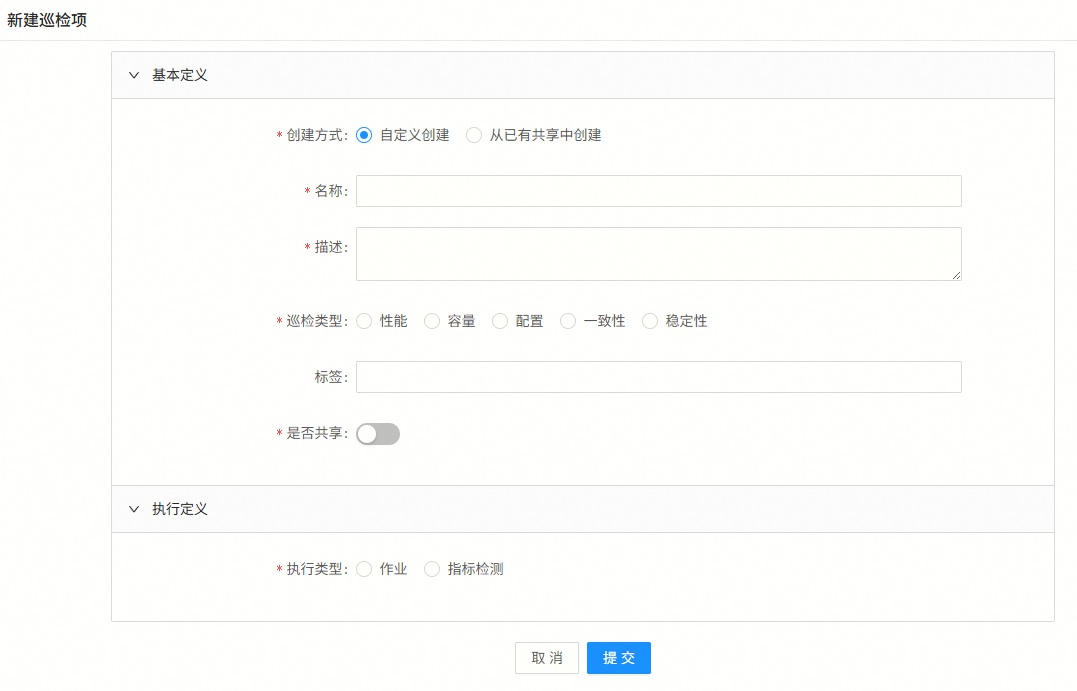 新建巡检项
基本定义
* 创建方式: 自定义创建 从已有共享中创建
* 名称:
* 描述:
* 巡检类型: 性能 容量 配置 一致性 稳定性
标签:
* 是否共享:
执行定义
* 执行类型: 作业 指标检测
取 消 提 交